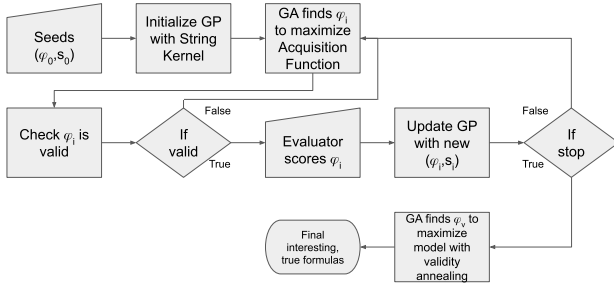 Seeds
(φ₀,s₀)
Initialize GP
with String
Kernel
GA finds φᵢ
to maximize
Acquisition
Function
Check φᵢ is
valid
If
valid
False
True
Evaluator
scores φᵢ
Update GP
with new
(φᵢ,sᵢ)
If
stop
False
True
GA finds φᵥ to
maximize
model with
validity
annealing
Final
interesting,
true formulas